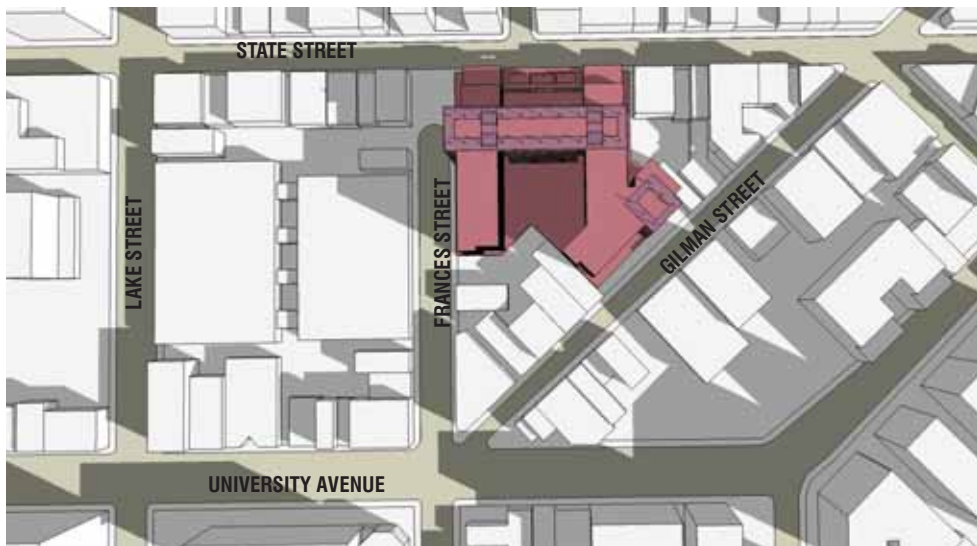 STATE STREET
LAKE STREET
FRANCES STREET
GILMAN STREET
UNIVERSITY AVENUE